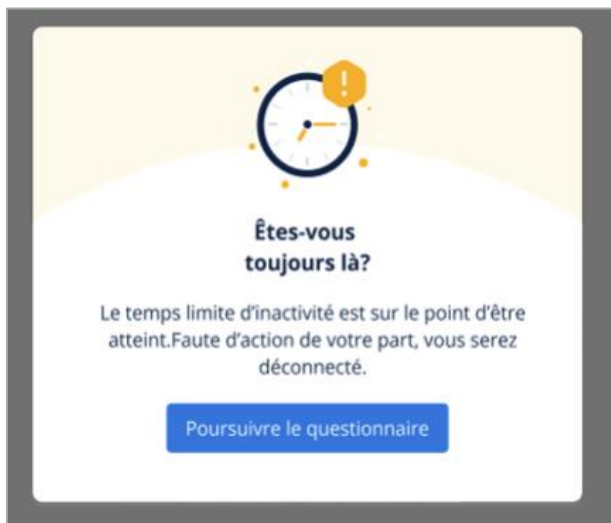 !
Êtes-vous
toujours là?
Le temps limite d'inactivité est sur le point d'être
atteint.Faute d'action de votre part, vous serez
déconnecté.
Poursuivre le questionnaire